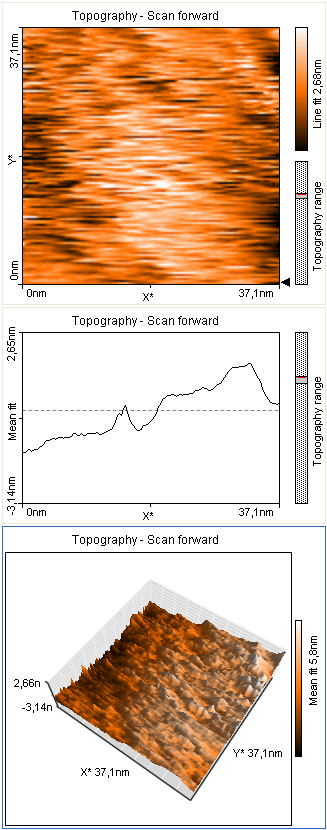 Topography - Scan forward
37,1nm
Y*
0nm
0nm
X*
37,1nm
Line fit 2,68nm
Topography range
Topography - Scan forward
2,65nm
Mean fit
-3,14nm
0nm
X*
37,1nm
Topography range
Topography - Scan forward
2,66n
-3,14n
X* 37,1nm
Y* 37,1nm
Mean fit 5,8nm